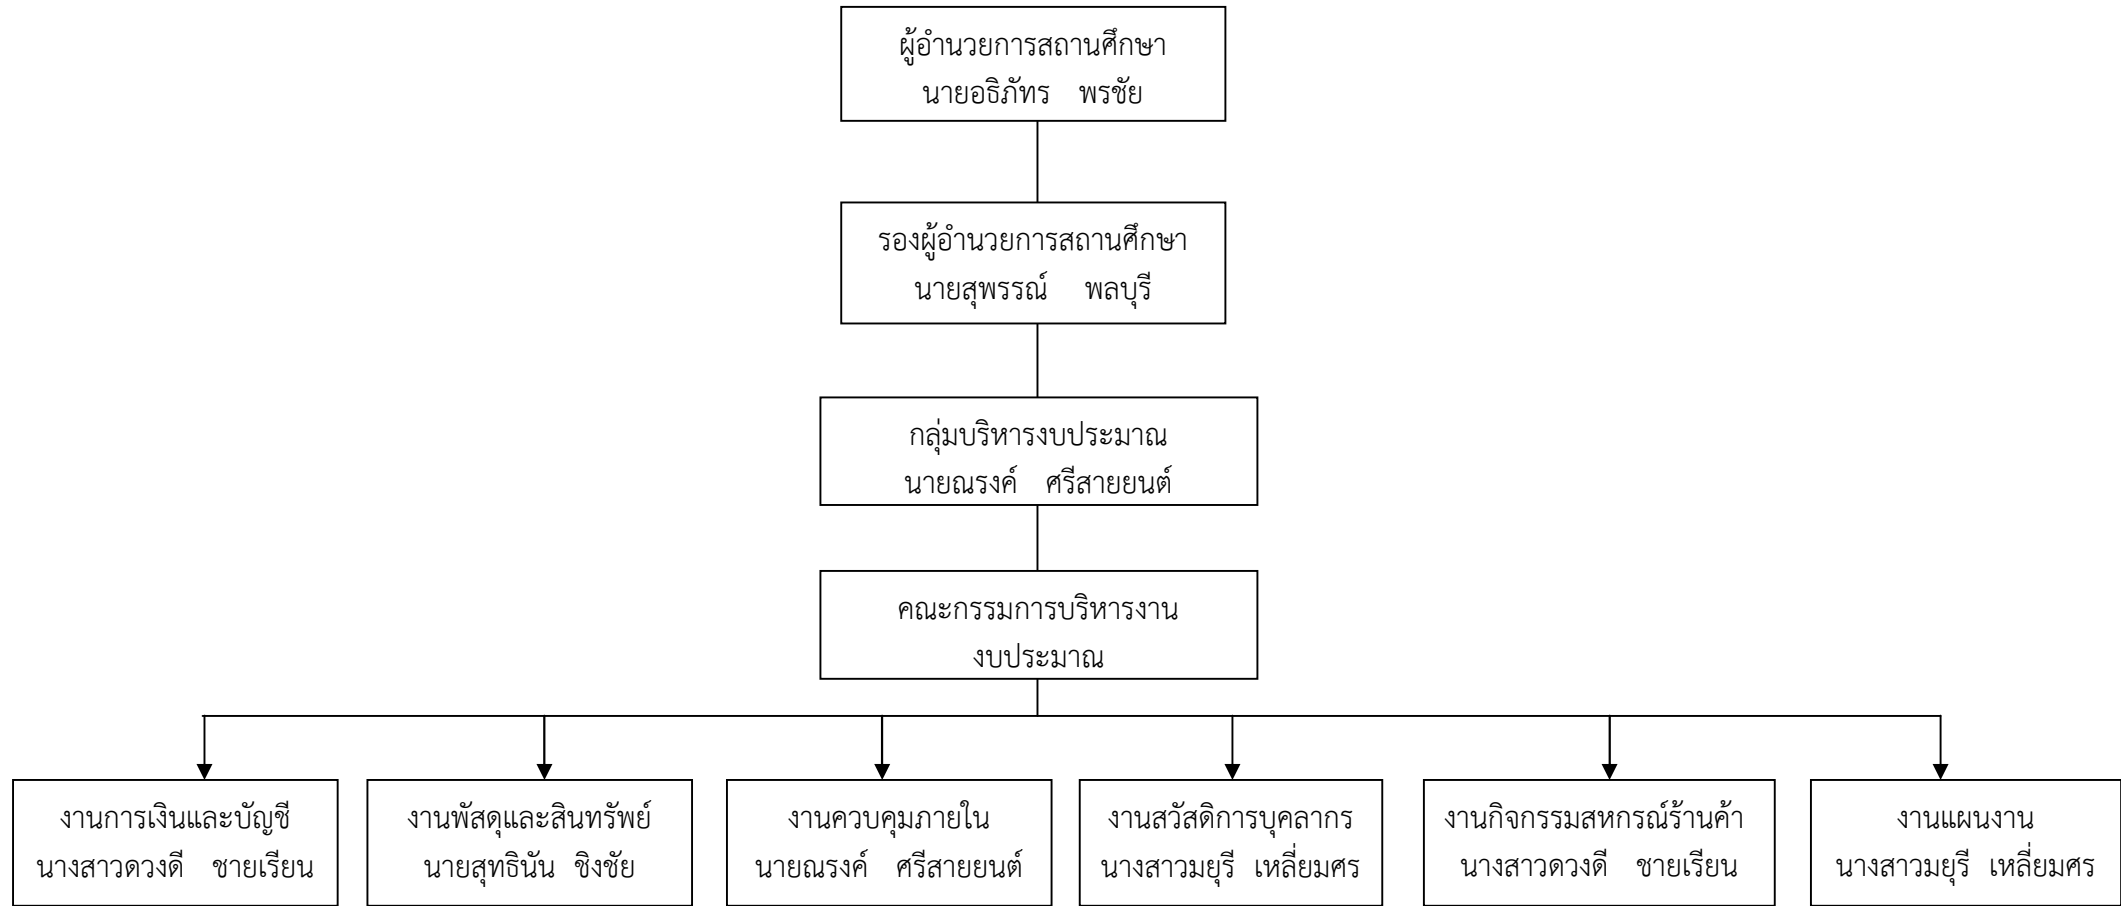 ผู้อำนวยการสถานศึกษา
นายอธิภัทร พรชัย
รองผู้อำนวยการสถานศึกษา
นายสุพรรณ์ พลบุรี
กลุ่มบริหารงบประมาณ
นายณรงค์ ศรีสายยนต์
คณะกรรมการบริหารงาน
งบประมาณ
งานการเงินและบัญชี
นางสาวดวงดี ชายเรียน
งานพัสดุและสินทรัพย์
นายสุทธินัน ชิงชัย
งานควบคุมภายใน
นายณรงค์ ศรีสายยนต์
งานสวัสดิการบุคลากร
นางสาวมยุรี เหลี่ยมศร
งานกิจกรรมสหกรณ์ร้านค้า
นางสาวดวงดี ชายเรียน
งานแผนงาน
นางสาวมยุรี เหลี่ยมศร